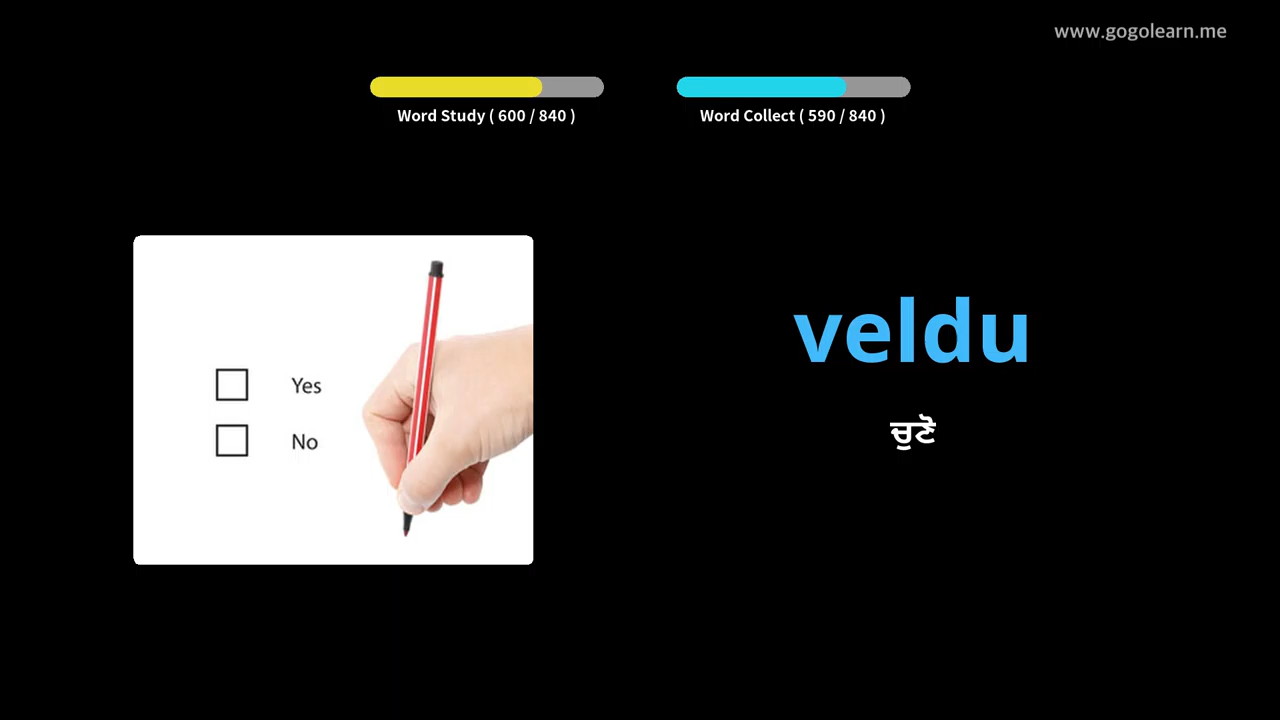 www.gogolearn.me
Word Study ( 600 / 840 )
Word Collect ( 590 / 840 )
Yes
No
veldu
ਚੁਣੋ